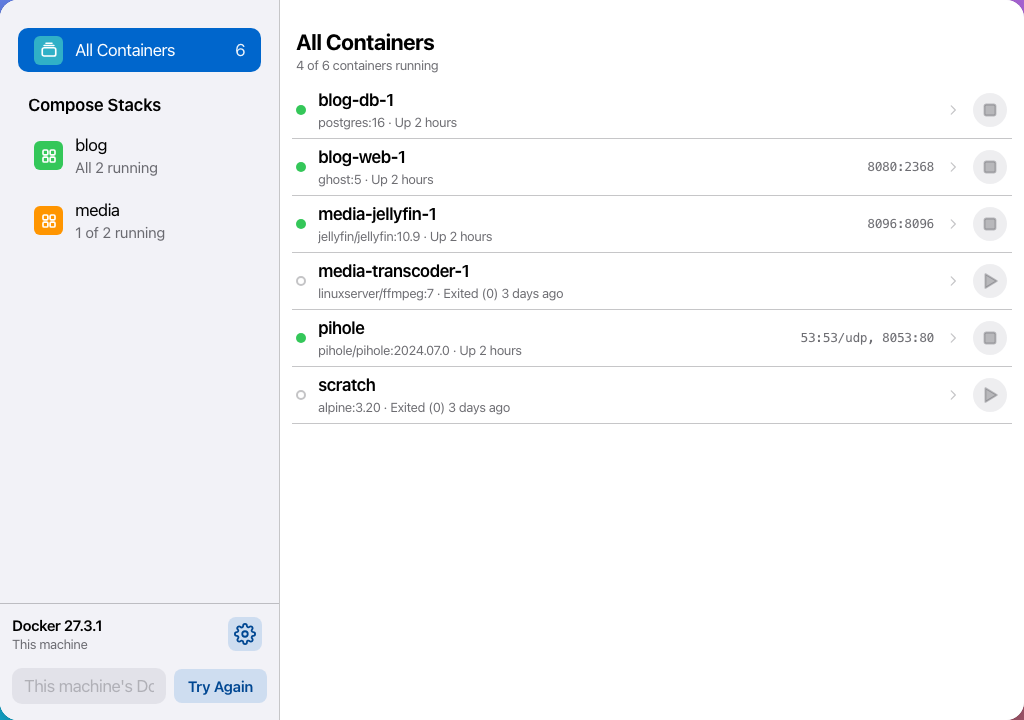 All Containers 6
Compose Stacks
blog
All 2 running
media
1 of 2 running
Docker 27.3.1
This machine
This machine's Do
Try Again
All Containers
4 of 6 containers running
blog-db-1
postgres:16 · Up 2 hours
blog-web-1
ghost:5 · Up 2 hours
8080:2368
media-jellyfin-1
jellyfin/jellyfin:10.9 · Up 2 hours
8096:8096
media-transcoder-1
linuxserver/ffmpeg:7 · Exited (0) 3 days ago
pihole
pihole/pihole:2024.07.0 · Up 2 hours
53:53/udp, 8053:80
scratch
alpine:3.20 · Exited (0) 3 days ago